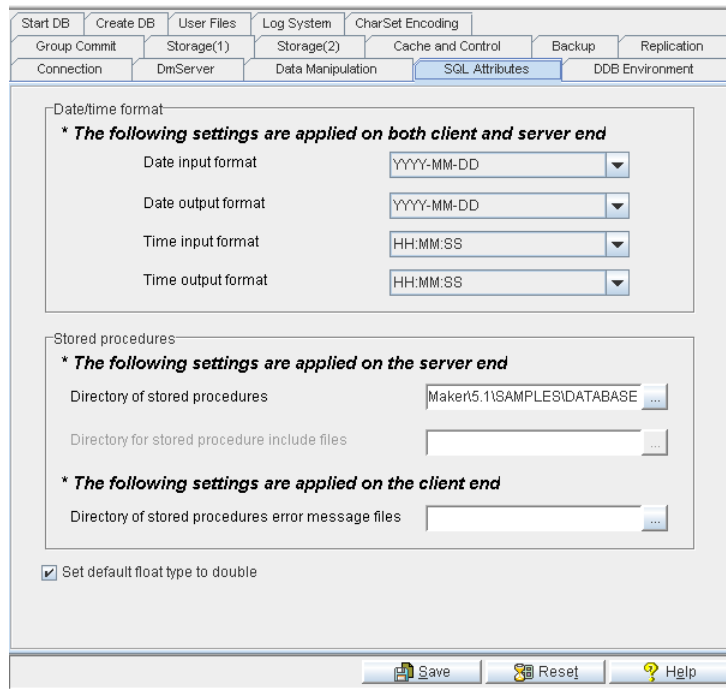 Start DB Create DB User Files Log System CharSet Encoding
Group Commit Storage(1) Storage(2) Cache and Control Backup Replication
Connection DmServer Data Manipulation SQL Attributes DDB Environment
Date/time format
* The following settings are applied on both client and server end
Date input format YYYY-MM-DD
Date output format YYYY-MM-DD
Time input format HH:MM:SS
Time output format HH:MM:SS
Stored procedures
* The following settings are applied on the server end
Directory of stored procedures Maker\5.1\SAMPLES\DATABASE ...
Directory for stored procedure include files ...
* The following settings are applied on the client end
Directory of stored procedures error message files ...
Set default float type to double
Save Reset Help